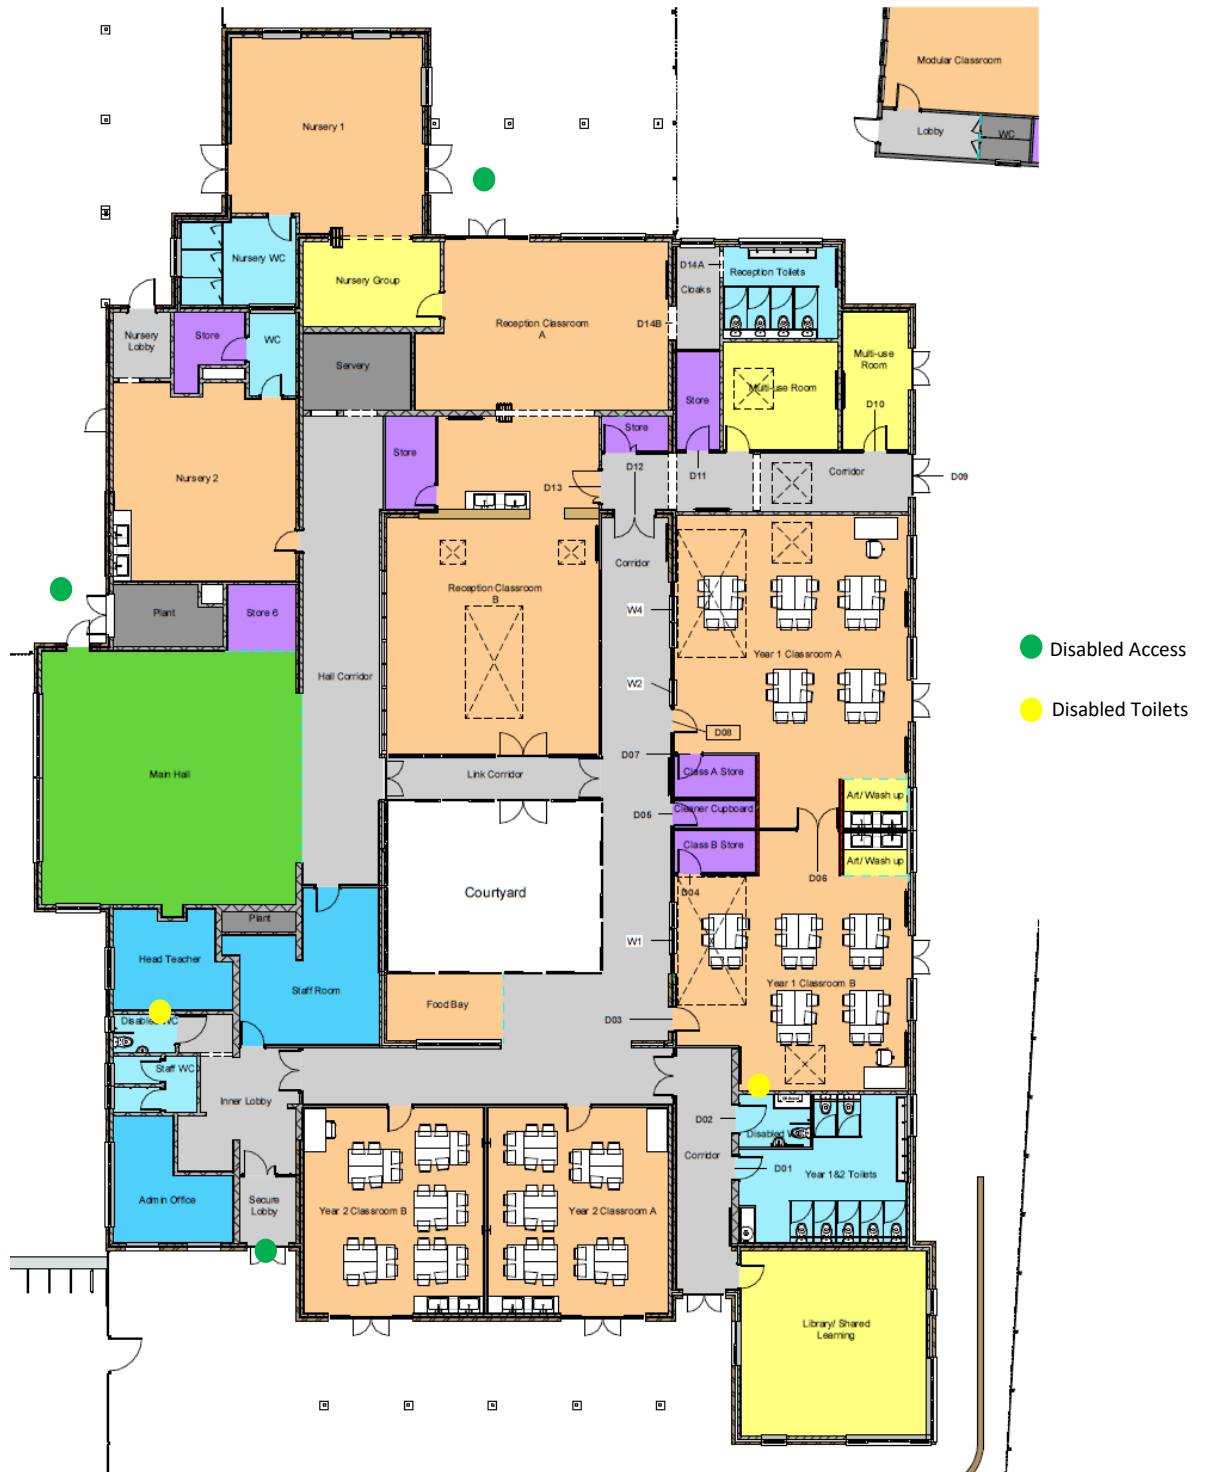 Modular Classroom
Nursery 1
Lobby
WC
Nursery WC
D14A
Reception Toilets
Nursery Group
Cloaks
Reception Classroom
A
D14B
Nursery
Lobby
Store
WC
Servery
Multi-use
Room
Multi-use Room
Store
D10
Store
Store
D12
D11
Corridor
D09
Nursery 2
D13
Corridor
Reception Classroom
B
Plant
Store 6
W4
Year 1 Classroom A
Disabled Access
Hall Corridor
W2
Disabled Toilets
D08
D07
Main Hall
Link Corridor
Class A Store
Art/ Wash up
D05
Cleaner Cupboard
Class B Store
Art/ Wash up
D04
D06
Courtyard
Plant
W1
Head Teacher
Staff Room
Year 1 Classroom B
Food Bay
D03
Disabled WC
Staff WC
Inner Lobby
D02
Disabled WC
Corridor
D01
Year 1&2 Toilets
Admin Office
Secure
Lobby
Year 2 Classroom B
Year 2 Classroom A
Library/ Shared
Learning